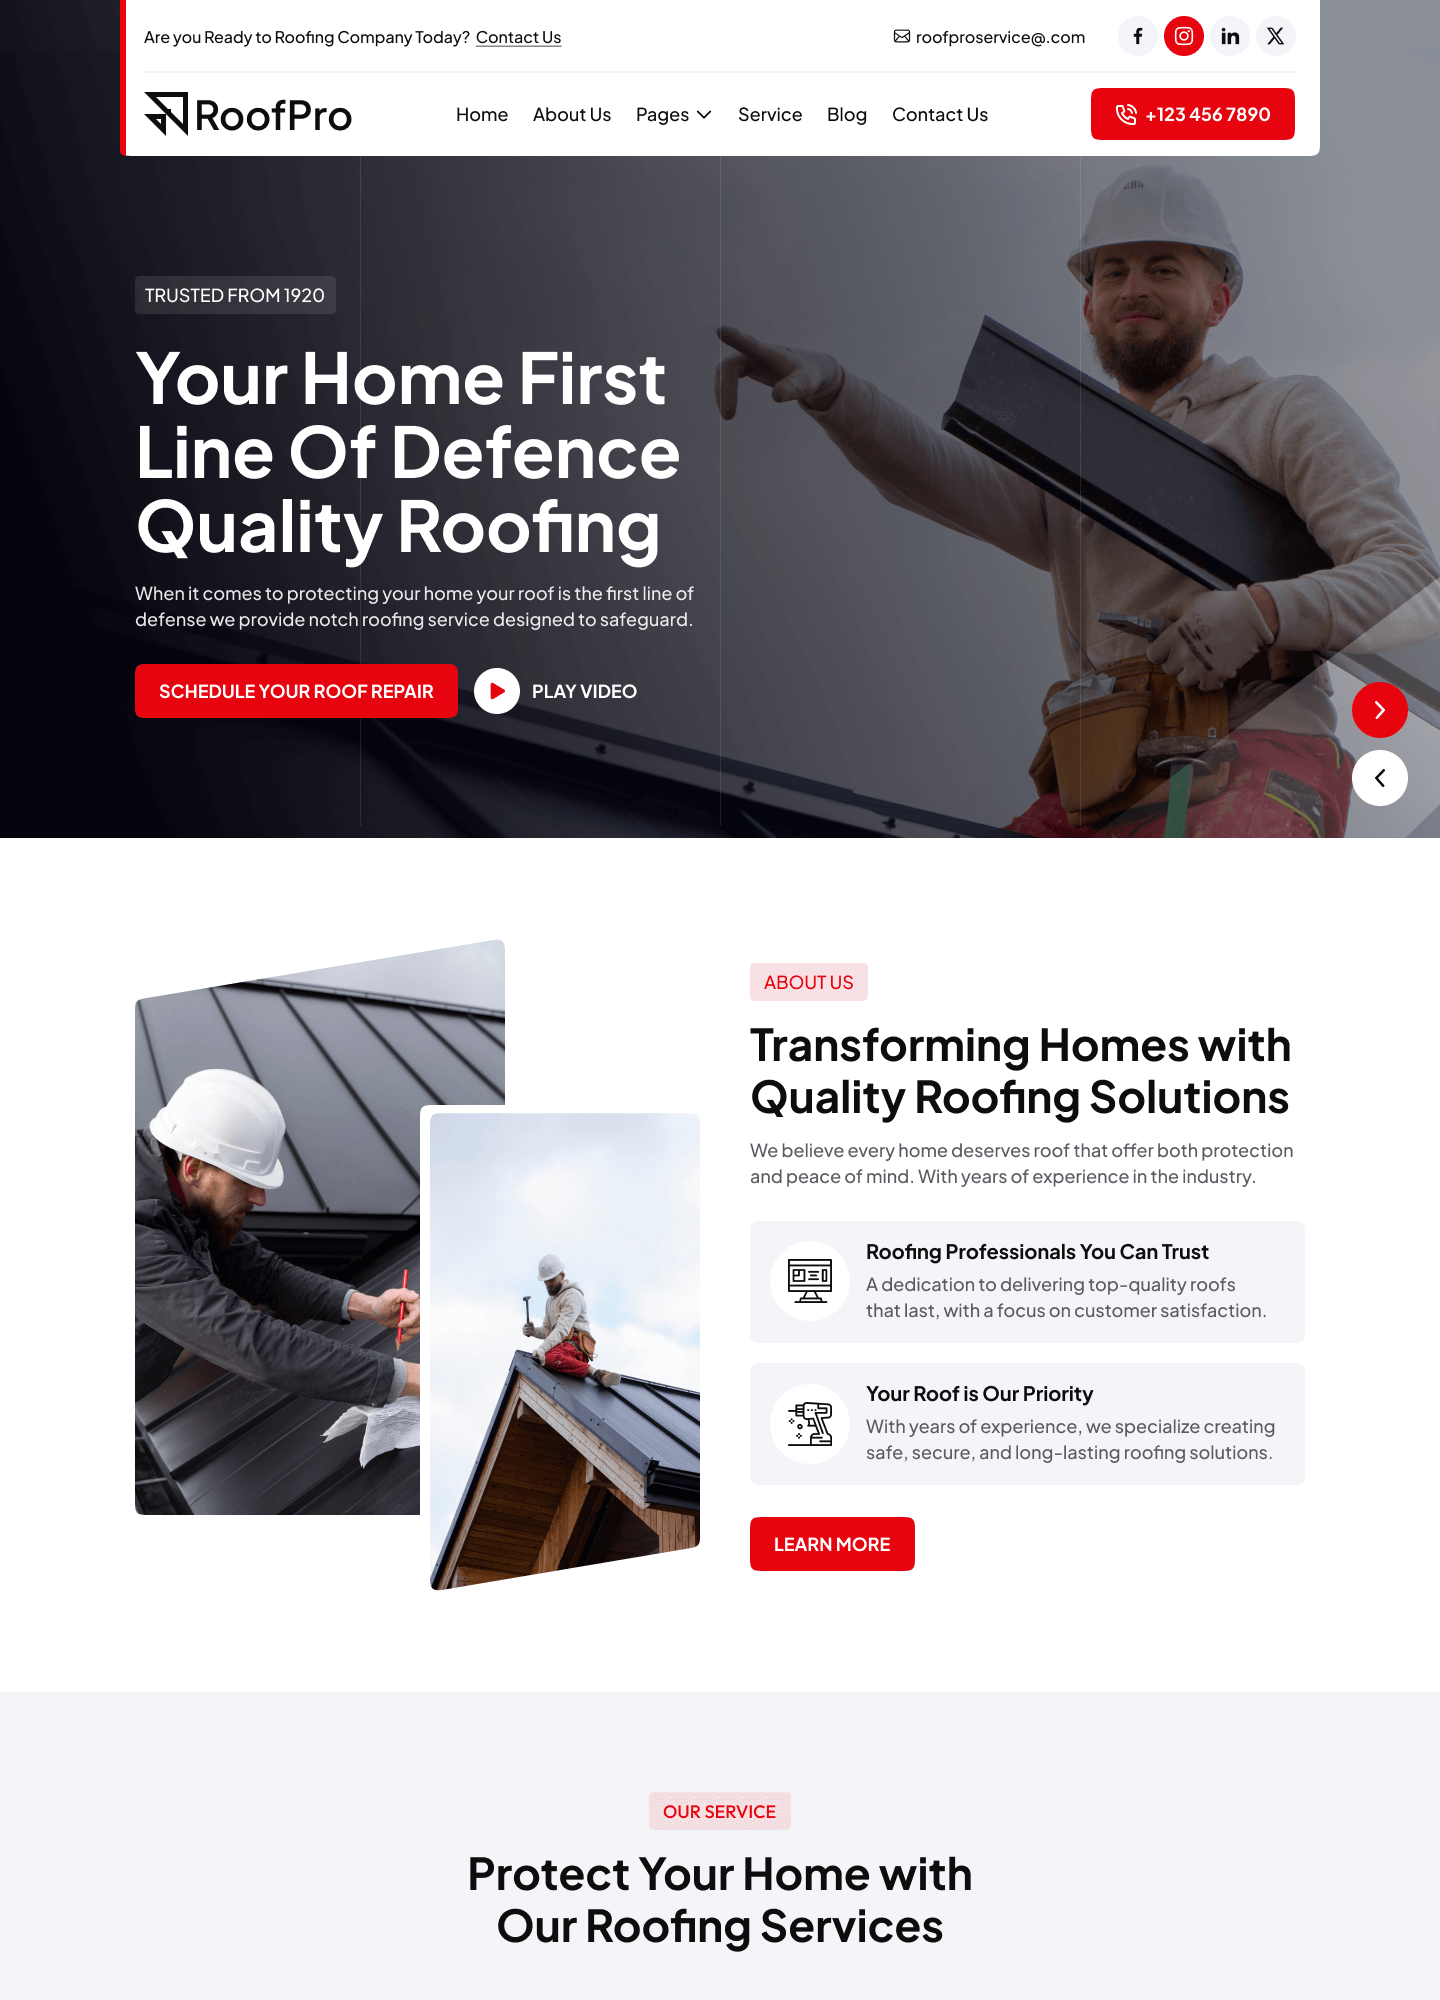 Are you Ready to Roofing Company Today? Contact Us
roofproservice@.com
RoofPro
Home About Us Pages Service Blog Contact Us
+123 456 7890
TRUSTED FROM 1920
Your Home First
Line Of Defence
Quality Roofing
When it comes to protecting your home your roof is the first line of
defense we provide notch roofing service designed to safeguard.
SCHEDULE YOUR ROOF REPAIR
PLAY VIDEO
ABOUT US
Transforming Homes with
Quality Roofing Solutions
We believe every home deserves roof that offer both protection
and peace of mind. With years of experience in the industry.
Roofing Professionals You Can Trust
A dedication to delivering top-quality roofs
that last, with a focus on customer satisfaction.
Your Roof is Our Priority
With years of experience, we specialize creating
safe, secure, and long-lasting roofing solutions.
LEARN MORE
OUR SERVICE
Protect Your Home with
Our Roofing Services